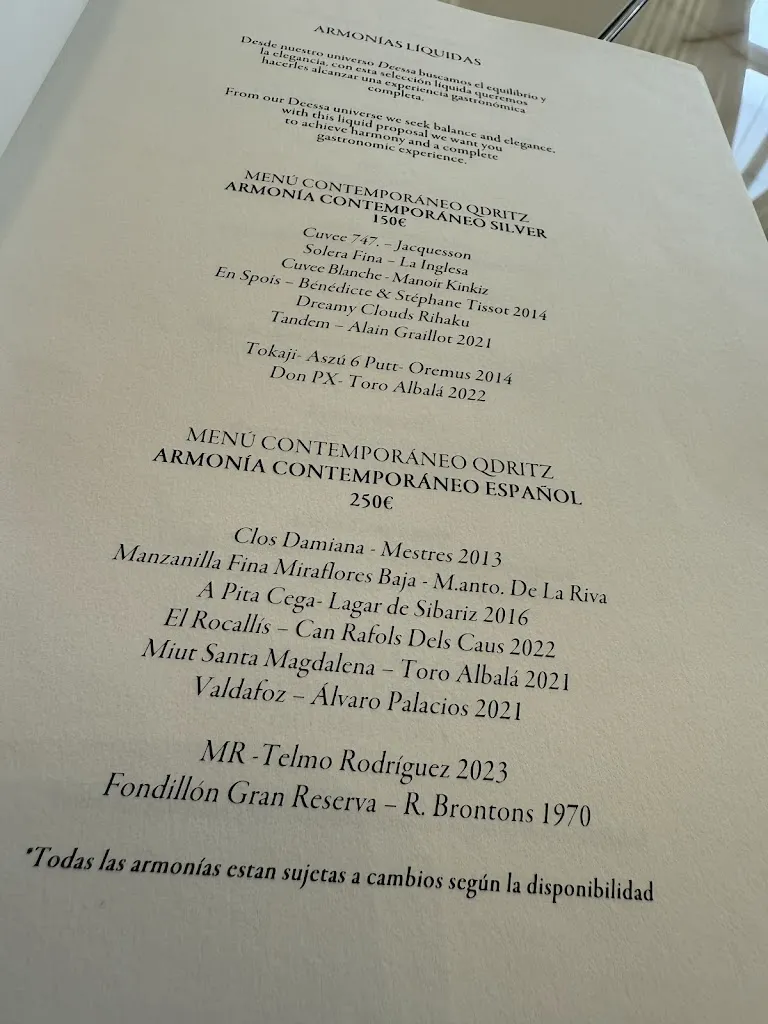 ARMONÍAS LÍQUIDAS
Desde nuestro universo Deessa buscamos el equilibrio y
la elegancia, con esta selección líquida queremos
hacerles alcanzar una experiencia gastronómica
completa.
From our Deessa universe we seek balance and elegance,
with this liquid proposal we want you
to achieve harmony and a complete
gastronomic experience.
MENÚ CONTEMPORÁNEO QDRITZ
ARMONÍA CONTEMPORÁNEO SILVER
150€
Cuvee 747. – Jacquesson
Solera Fina – La Inglesa
Cuvee Blanche - Manoir Kinkiz
En Spois – Bénédicte & Stéphane Tissot 2014
Dreamy Clouds Rihaku
Tandem – Alain Graillot 2021
Tokaji- Aszú 6 Putt- Oremus 2014
Don PX- Toro Albalá 2022
MENÚ CONTEMPORÁNEO QDRITZ
ARMONÍA CONTEMPORÁNEO ESPAÑOL
250€
Clos Damiana - Mestres 2013
Manzanilla Fina Miraflores Baja - M.anto. De La Riva
A Pita Cega- Lagar de Sibariz 2016
El Rocallís – Can Rafols Dels Caus 2022
Miut Santa Magdalena – Toro Albalá 2021
Valdafoz – Álvaro Palacios 2021
MR -Telmo Rodríguez 2023
Fondillón Gran Reserva – R. Brontons 1970
*Todas las armonías estan sujetas a cambios según la disponibilidad